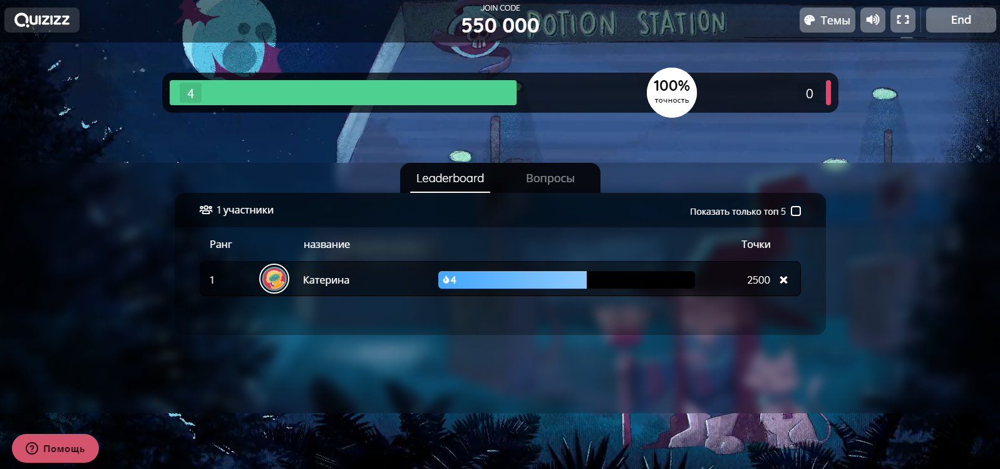 Quizizz
JOIN CODE
550 000
POTION STATION
Темы
End
4
100%
точность
0
Leaderboard
Вопросы
1 участники
Показать только топ 5
Ранг
название
Точки
1
Катерина
4
2500
Помощь